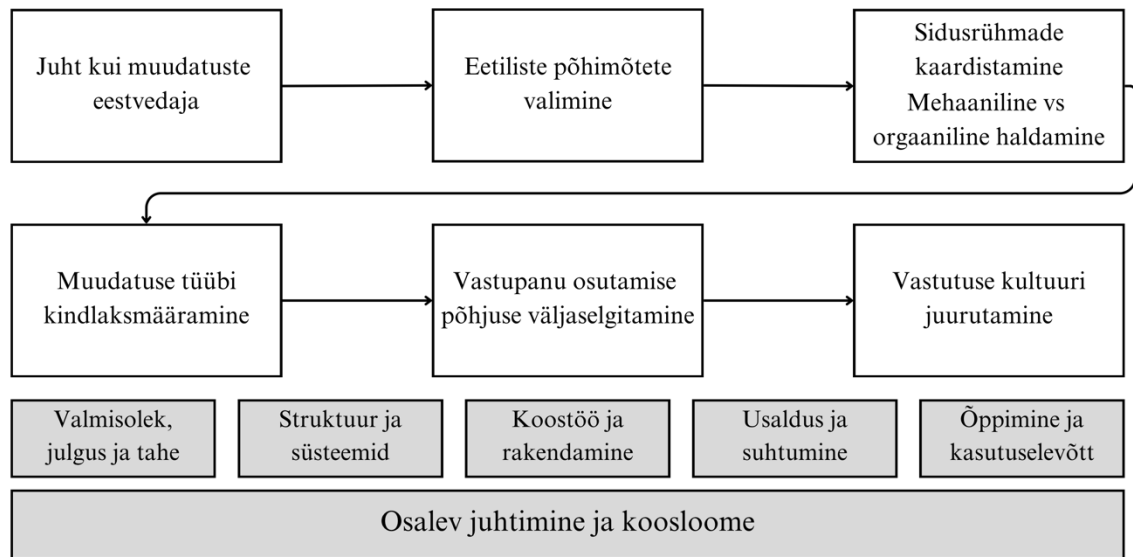 Juht kui muudatuste
eestvedaja
Eetiliste põhimõtete
valimine
Sidusrühmade
kaardistamine
Mehaaniline vs
orgaaniline haldamine
Muudatuse tüübi
kindlaksmääramine
Vastupanu osutamise
põhjuse väljaselgitamine
Vastutuse kultuuri
juurutamine
Valmisolek,
julgus ja tahe
Struktuur ja
süsteemid
Koostöö ja
rakendamine
Usaldus ja
suhtumine
Õppimine ja
kasutuselevõtt
Osalev juhtimine ja koosloome